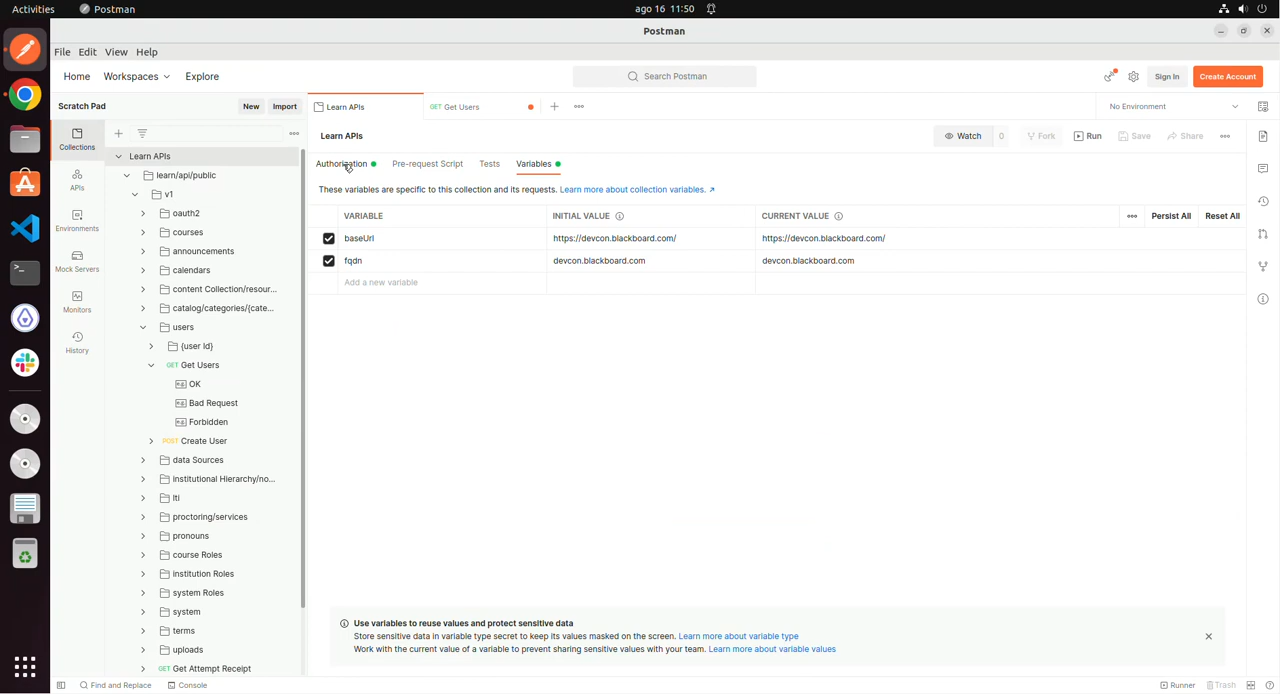 Activities
Postman
ago 16 11:50
Postman
File Edit View Help
Home Workspaces Explore
Search Postman
Sign In
Create Account
Scratch Pad
New Import
Learn APIs
GET Get Users
No Environment
Collections
APIs
Environments
Mock Servers
Monitors
History
Learn APIs
learn/api/public
v1
oauth2
courses
announcements
calendars
content Collection/resour...
catalog/categories/{cate...
users
{user Id}
GET Get Users
e.g. OK
e.g. Bad Request
e.g. Forbidden
POST Create User
data Sources
institutional Hierarchy/no...
lti
proctoring/services
pronouns
course Roles
institution Roles
system Roles
system
terms
uploads
GET Get Attempt Receipt
Learn APIs
Watch 0 Fork Run Save Share
Authorization Pre-request Script Tests Variables
These variables are specific to this collection and its requests. Learn more about collection variables. ↗
VARIABLE INITIAL VALUE CURRENT VALUE Persist All Reset All
baseUrl https://devcon.blackboard.com/ https://devcon.blackboard.com/
fqdn devcon.blackboard.com devcon.blackboard.com
Add a new variable
Use variables to reuse values and protect sensitive data
Store sensitive data in variable type secret to keep its values masked on the screen. Learn more about variable type
Work with the current value of a variable to prevent sharing sensitive values with your team. Learn more about variable values
Find and Replace Console
Runner Trash